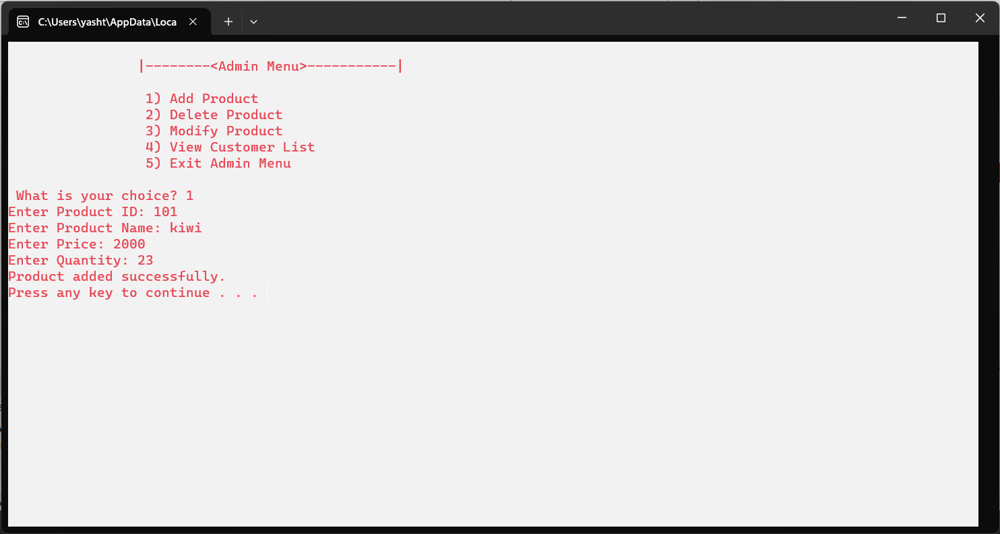 C:\Users\yasht\AppData\Loca
|--------<Admin Menu>-----------|
1) Add Product
2) Delete Product
3) Modify Product
4) View Customer List
5) Exit Admin Menu
What is your choice? 1
Enter Product ID: 101
Enter Product Name: kiwi
Enter Price: 2000
Enter Quantity: 23
Product added successfully.
Press any key to continue . . .